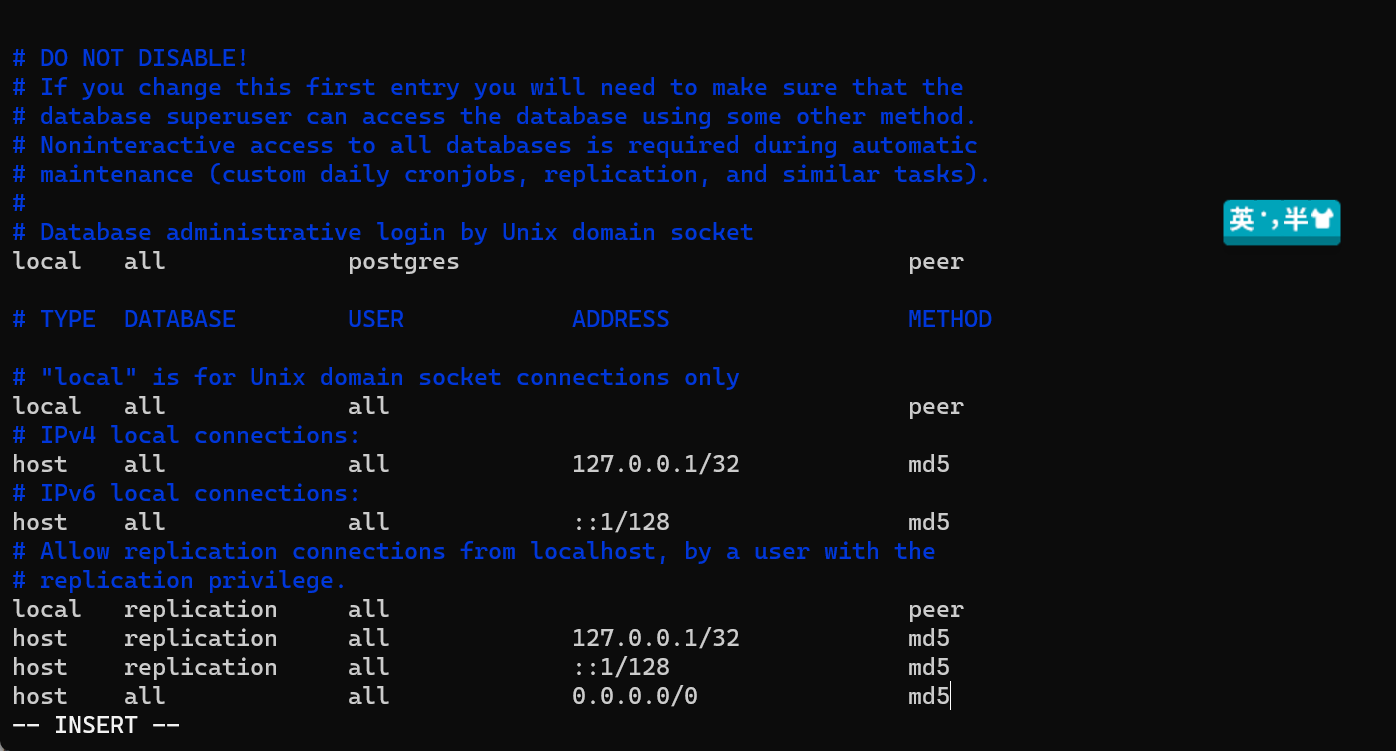 # DO NOT DISABLE!
# If you change this first entry you will need to make sure that the
# database superuser can access the database using some other method.
# Noninteractive access to all databases is required during automatic
# maintenance (custom daily cronjobs, replication, and similar tasks).
#
# Database administrative login by Unix domain socket
local   all             postgres                                peer
# TYPE  DATABASE        USER            ADDRESS                 METHOD
# "local" is for Unix domain socket connections only
local   all             all                                     peer
# IPv4 local connections:
host    all             all             127.0.0.1/32            md5
# IPv6 local connections:
host    all             all             ::1/128                 md5
# Allow replication connections from localhost, by a user with the
# replication privilege.
local   replication     all                                     peer
host    replication     all             127.0.0.1/32            md5
host    replication     all             ::1/128                 md5
host    all             all             0.0.0.0/0               md5
-- INSERT --
英 ·, 半